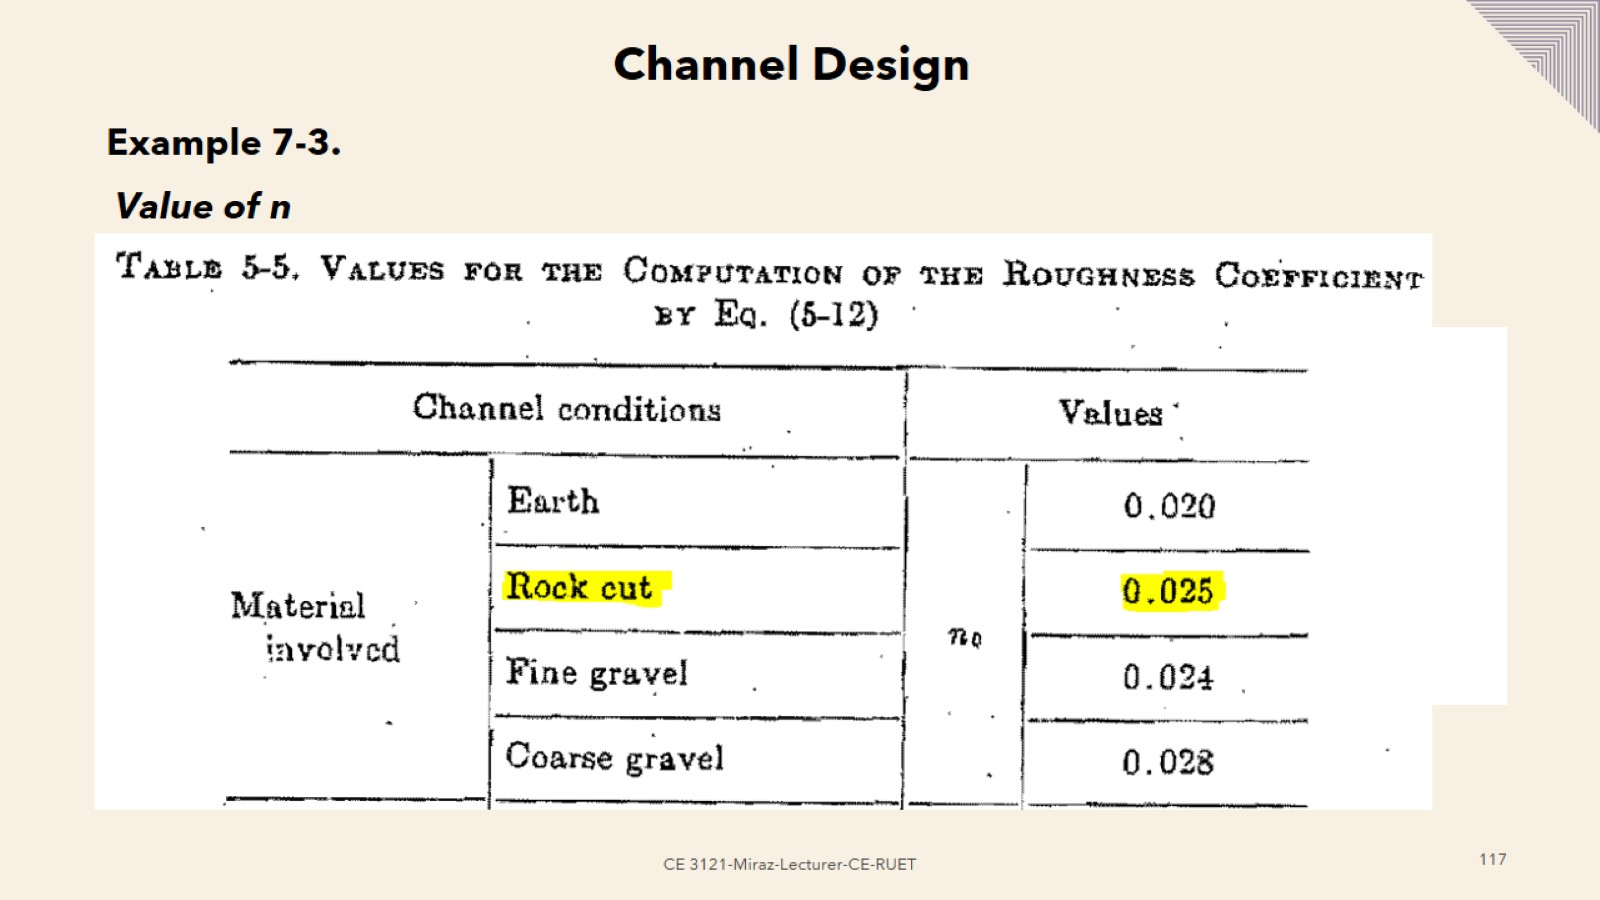 Channel Design
Example 7-3.
Value of n
TABLE 5-5. VALUES FOR THE COMPUTATION OF THE ROUGHNESS COEFFICIENT
BY EQ. (5-12)
Channel conditions Values
Earth 0.020
Rock cut 0.025
Material
involved
n0
Fine gravel 0.024
Coarse gravel 0.028
CE 3121-Miraz-Lecturer-CE-RUET
117